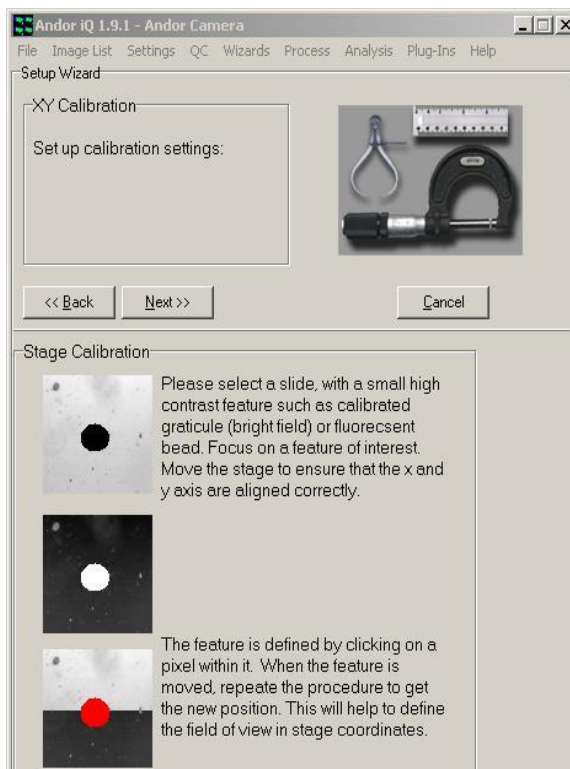 Andor iQ 1.9.1 - Andor Camera
File Image List Settings QC Wizards Process Analysis Plug-Ins Help
Setup Wizard
XY Calibration
Set up calibration settings:
<< Back Next >> Cancel
Stage Calibration
Please select a slide, with a small high
contrast feature such as calibrated
graticule (bright field) or fluorecsent
bead. Focus on a feature of interest.
Move the stage to ensure that the x and
y axis are aligned correctly.
The feature is defined by clicking on a
pixel within it. When the feature is
moved, repeat the procedure to get
the new position. This will help to define
the field of view in stage coordinates.